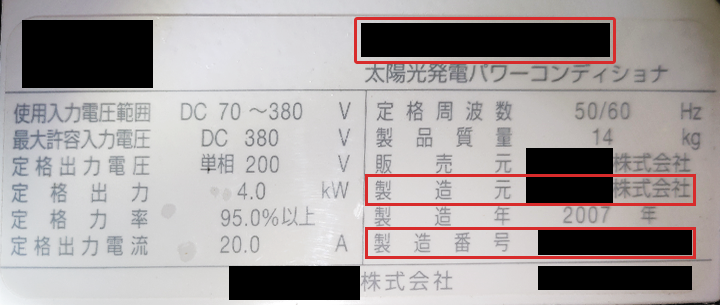 太陽光発電パワーコンディショナ
使用入力電圧範囲 DC 70 ～380 V
最大許容入力電圧 DC 380 V
定格出力電圧 単相 200 V
定格出力 4.0 kW
定格力率 95.0%以上
定格出力電流 20.0 A
定格周波数 50/60 Hz
製品質量 14 kg
販売元 株式会社
製造元 株式会社
製造年 2007 年
製造番号
株式会社